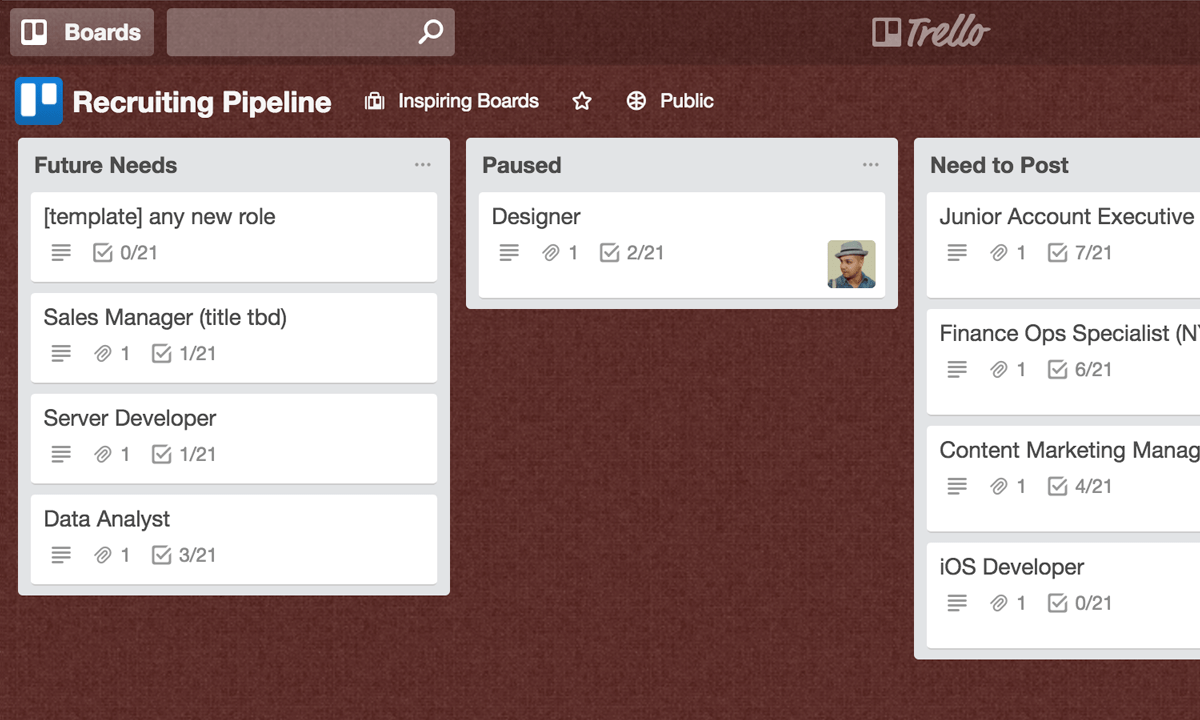 Boards
Trello
Recruiting Pipeline
Inspiring Boards
Public
Future Needs
[template] any new role
0/21
Sales Manager (title tbd)
1
1/21
Server Developer
1
1/21
Data Analyst
1
3/21
Paused
Designer
1
2/21
Need to Post
Junior Account Executive
1
7/21
Finance Ops Specialist (NY
1
6/21
Content Marketing Manag
1
4/21
iOS Developer
1
0/21